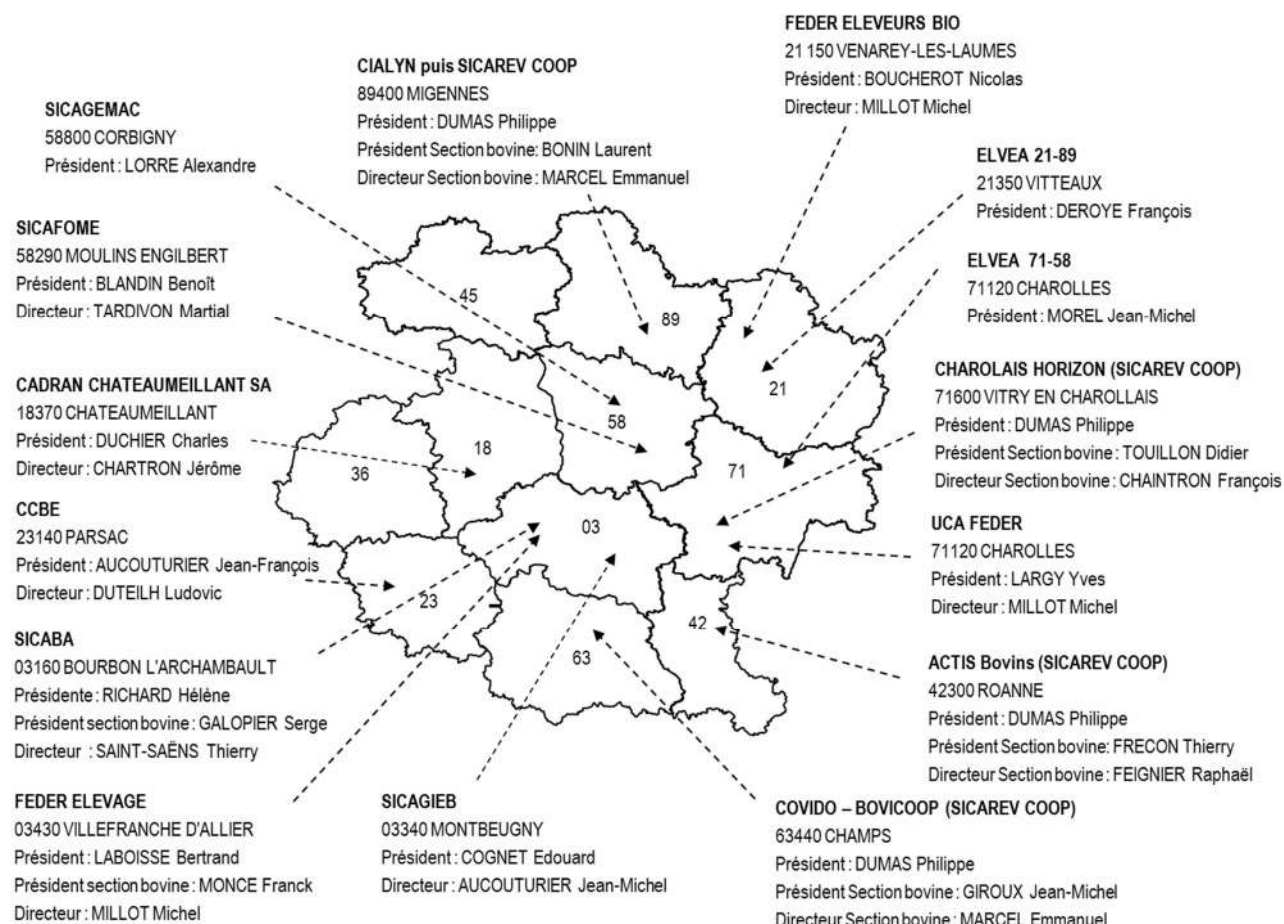 FEDER ELEVEURS BIO
21 150 VENAREY-LES-LAUMES
Président : BOUCHEROT Nicolas
Directeur : MILLOT Michel
CIALYN puis SICAREV COOP
89400 MIGENNES
Président : DUMAS Philippe
Président Section bovine: BONIN Laurent
Directeur Section bovine: MARCEL Emmanuel
SICAGEMAC
58800 CORBIGNY
Président : LORRE Alexandre
ELVEA 21-89
21350 VITTEAUX
Président : DEROYE François
SICAFOME
58290 MOULINS ENGILBERT
Président : BLANDIN Benoît
Directeur : TARDIVON Martial
ELVEA 71-58
71120 CHAROLLES
Président : MOREL Jean-Michel
CADRAN CHATEAUMEILLANT SA
18370 CHATEAUMEILLANT
Président : DUCHIER Charles
Directeur : CHARTRON Jérôme
CHAROLAIS HORIZON (SICAREV COOP)
71600 VITRY EN CHAROLLAIS
Président : DUMAS Philippe
Président Section bovine : TOUILLON Didier
Directeur Section bovine : CHAINTRON François
CCBE
23140 PARSAC
Président : AUCOUTURIER Jean-François
Directeur : DUTEILH Ludovic
UCA FEDER
71120 CHAROLLES
Président : LARGY Yves
Directeur : MILLOT Michel
SICABA
03160 BOURBON L'ARCHAMBAULT
Présidente : RICHARD Hélène
Président section bovine : GALOPIER Serge
Directeur : SAINT-SAËNS Thierry
ACTIS Bovins (SICAREV COOP)
42300 ROANNE
Président : DUMAS Philippe
Président Section bovine: FRECON Thierry
Directeur Section bovine : FEIGNIER Raphaël
FEDER ELEVAGE
03430 VILLEFRANCHE D'ALLIER
Président : LABOISSE Bertrand
Président section bovine : MONCE Franck
Directeur : MILLOT Michel
SICAGIEB
03340 MONTBEUGNY
Président : COGNET Edouard
Directeur : AUCOUTURIER Jean-Michel
COVIDO – BOVICOOP (SICAREV COOP)
63440 CHAMPS
Président : DUMAS Philippe
Président Section bovine : GIROUX Jean-Michel
Directeur Section bovine : MARCEL Emmanuel
45
89
21
58
18
36
71
03
23
42
63